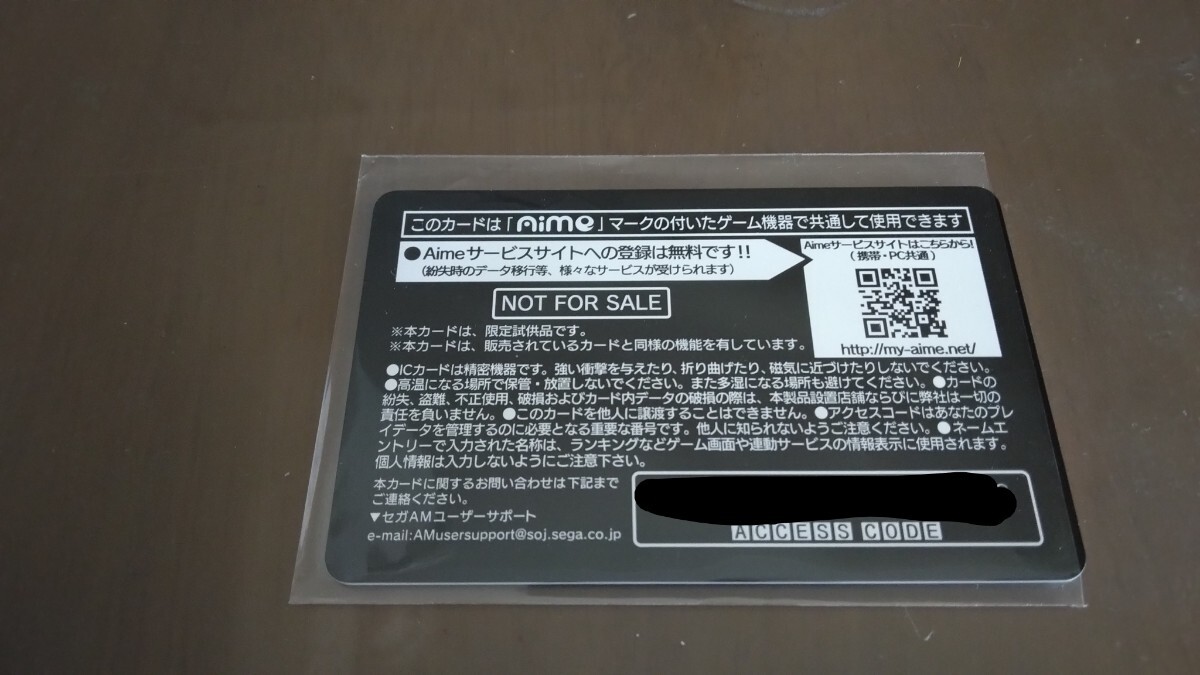 このカードは「Aime」マークの付いたゲーム機器で共通して使用できます
●Aimeサービスサイトへの登録は無料です!!
(紛失時のデータ移行等、様々なサービスが受けられます)
Aimeサービスサイトはこちらから!
(携帯・PC共通)
http://my-aime.net/
NOT FOR SALE
※本カードは、限定試供品です。
※本カードは、販売されているカードと同様の機能を有しています。
●ICカードは精密機器です。強い衝撃を与えたり、折り曲げたり、磁気に近づけたりしないでください。
●高温になる場所で保管・放置しないでください。また多湿になる場所も避けてください。●カードの
紛失、盗難、不正使用、破損およびカード内データの破損の際は、本製品設置店舗ならびに弊社は一切の
責任を負いません。●このカードを他人に譲渡することはできません。●アクセスコードはあなたのプレ
イデータを管理するのに必要となる重要な番号です。他人に知られないようご注意ください。●ネームエ
ントリーで入力された名称は、ランキングなどゲーム画面や連動サービスの情報表示に使用されます。
個人情報は入力しないようにご注意下さい。
本カードに関するお問い合わせは下記まで
ご連絡ください。
▼セガAMユーザーサポート
e-mail:AMusersupport@soj.sega.co.jp
ACCESS CODE